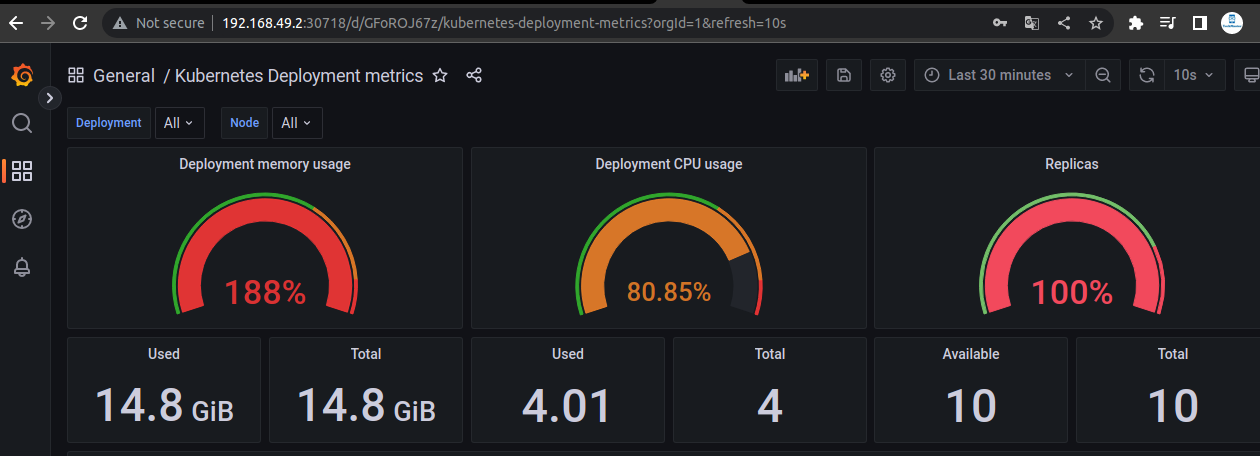 Not secure | 192.168.49.2:30718/d/GFoROJ67z/kubernetes-deployment-metrics?orgId=1&refresh=10s
General / Kubernetes Deployment metrics
Last 30 minutes
10s
Deployment All Node All
Deployment memory usage
188%
Deployment CPU usage
80.85%
Replicas
100%
Used
14.8 GiB
Total
14.8 GiB
Used
4.01
Total
4
Available
10
Total
10